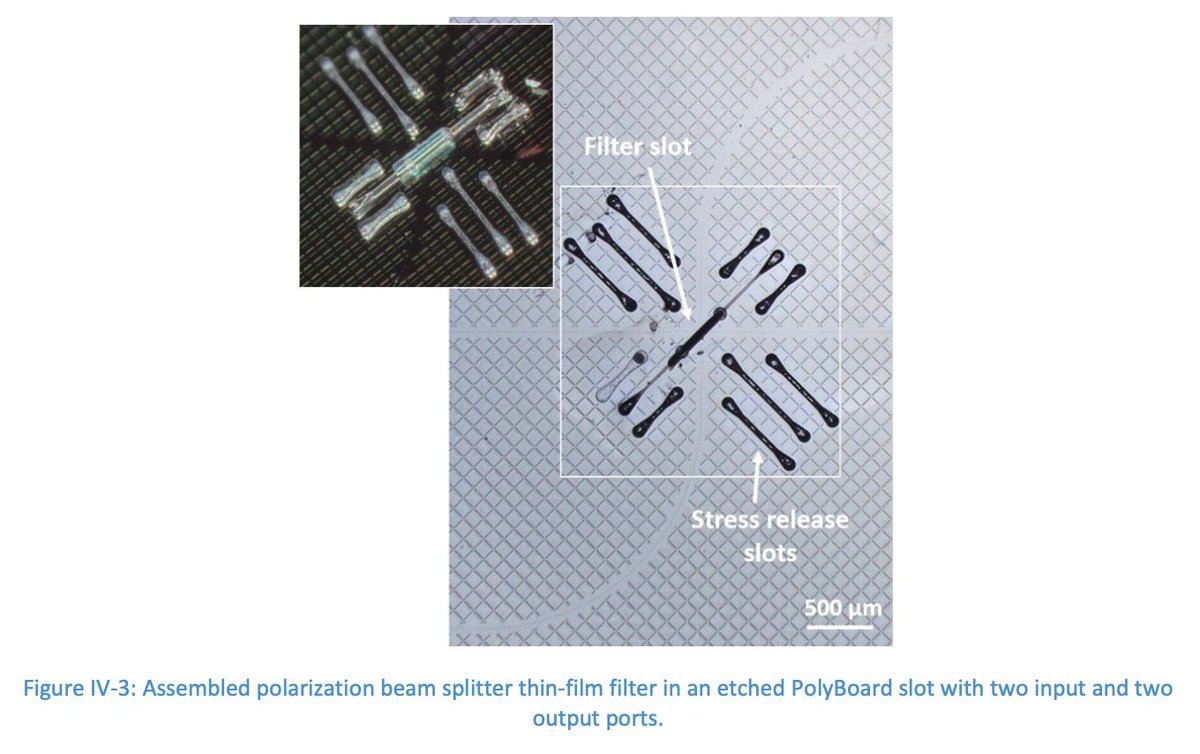 Filter slot
Stress release
slots
500 µm
Figure IV-3: Assembled polarization beam splitter thin-film filter in an etched PolyBoard slot with two input and two
output ports.